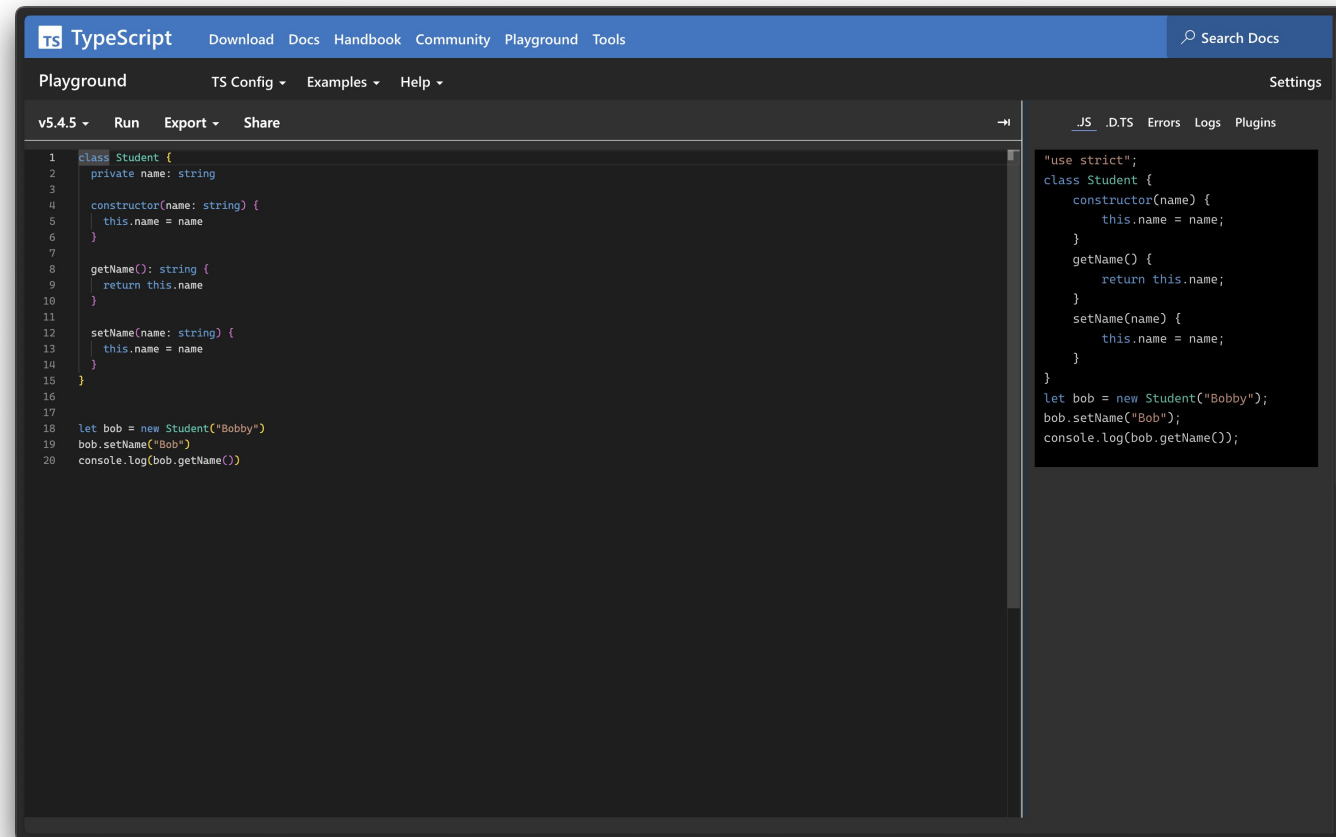 TS TypeScript Download Docs Handbook Community Playground Tools Search Docs
Playground TS Config Examples Help Settings
v5.4.5 Run Export Share
1 class Student {
2   private name: string
3
4   constructor(name: string) {
5     this.name = name
6   }
7
8   getName(): string {
9     return this.name
10   }
11
12   setName(name: string) {
13     this.name = name
14   }
15 }
16
17
18 let bob = new Student("Bobby")
19 bob.setName("Bob")
20 console.log(bob.getName())
.JS .D.TS Errors Logs Plugins
"use strict";
class Student {
    constructor(name) {
        this.name = name;
    }
    getName() {
        return this.name;
    }
    setName(name) {
        this.name = name;
    }
}
let bob = new Student("Bobby");
bob.setName("Bob");
console.log(bob.getName());